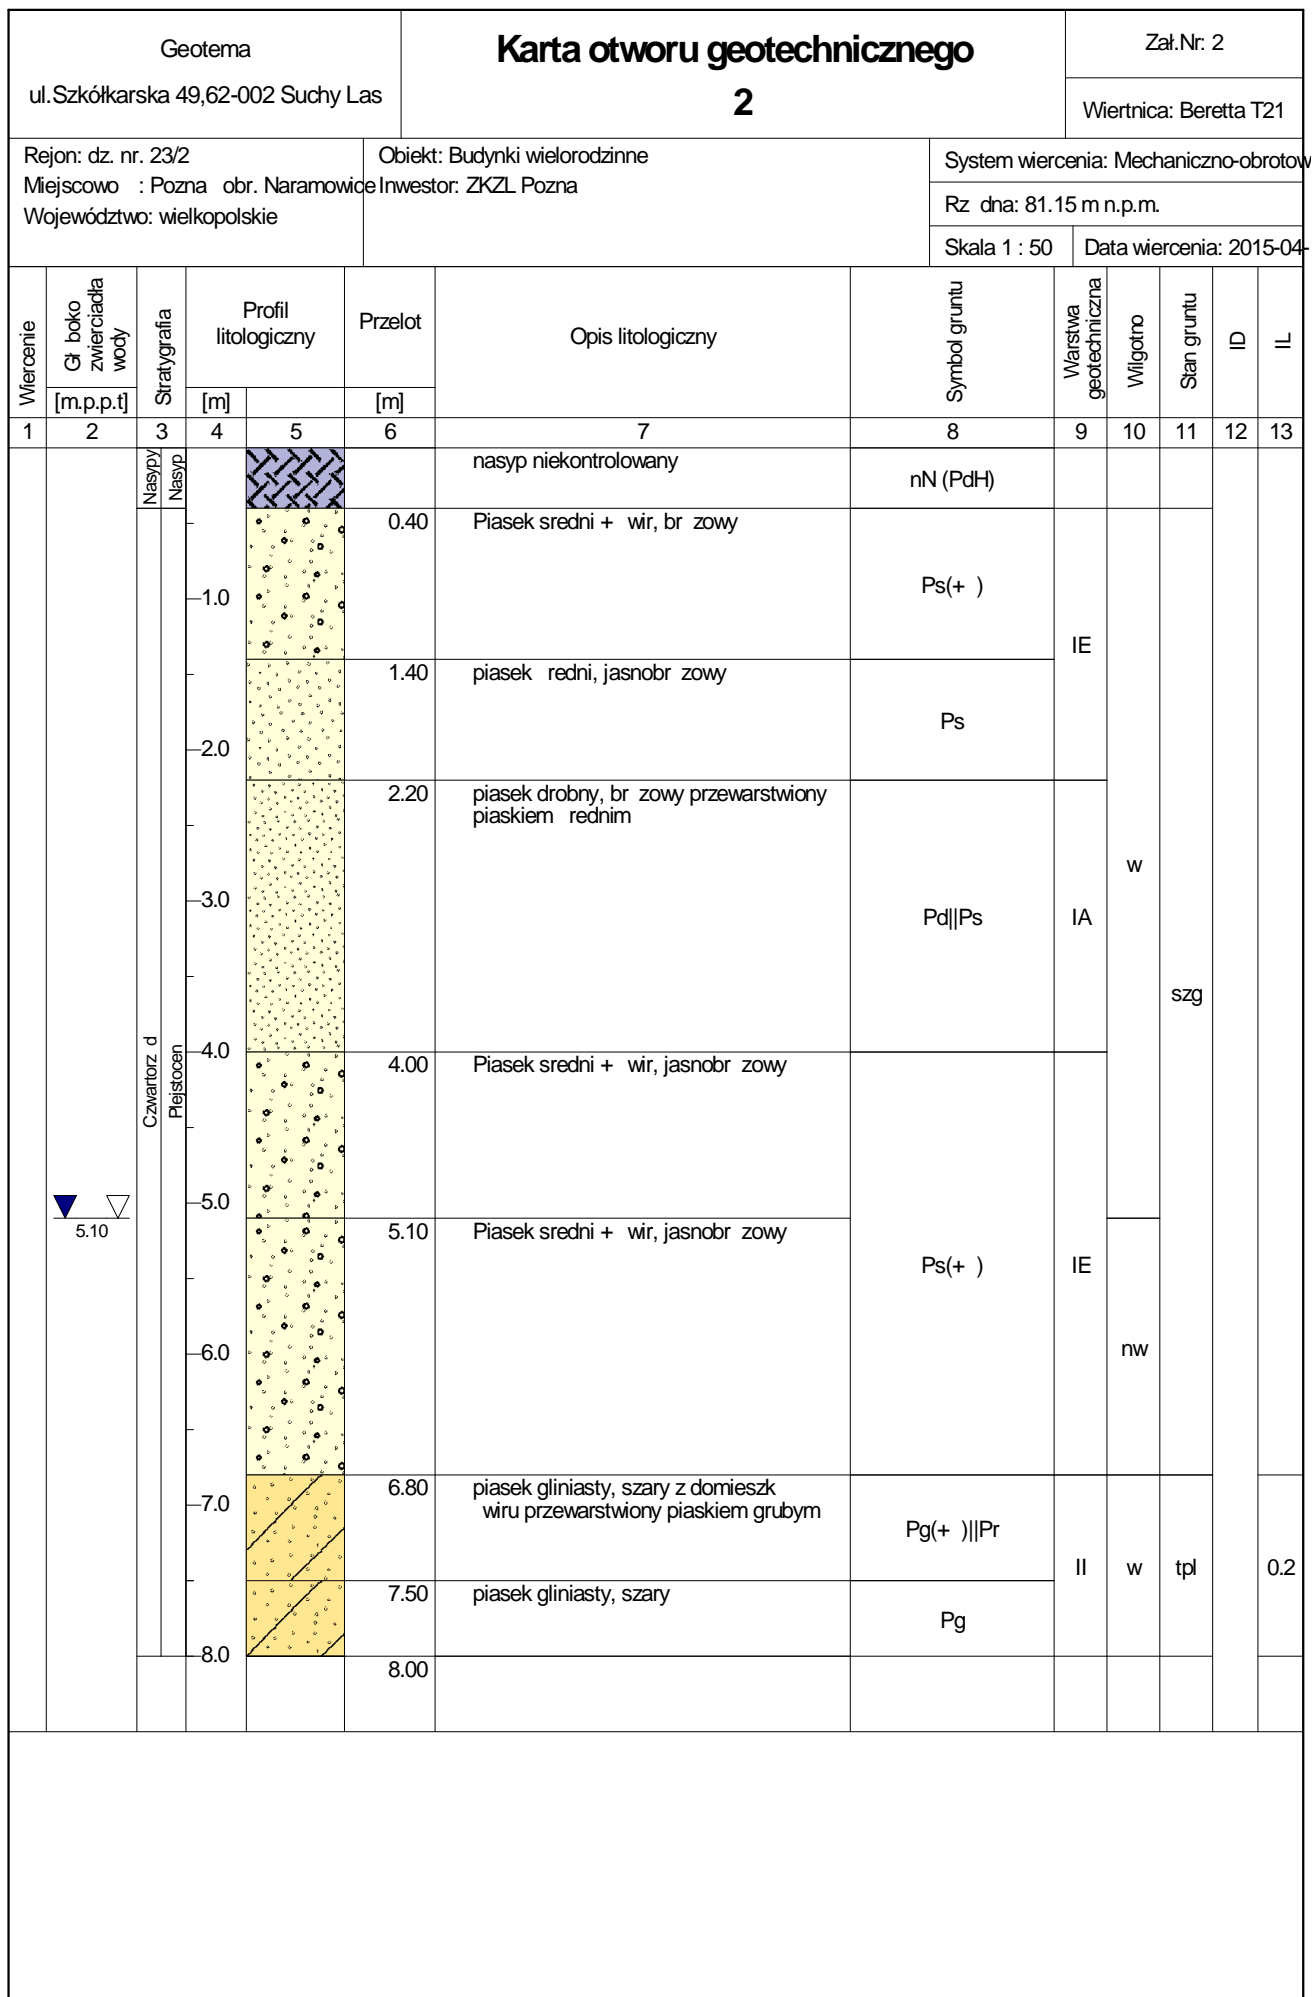 Geotema
ul.Szkółkarska 49,62-002 Suchy Las
Karta otworu geotechnicznego
2
Zał.Nr: 2
Wiertnica: Beretta T21
Rejon: dz. nr. 23/2
Miejscowo : Pozna obr. Naramowice
Województwo: wielkopolskie
Obiekt: Budynki wielorodzinne
Inwestor: ZKZL Pozna
System wiercenia: Mechaniczno-obrotow
Rz dna: 81.15 m n.p.m.
Skala 1 : 50
Data wiercenia: 2015-04-
Wiercenie
Gł boko
zwierciadła
wody
[m.p.p.t]
Stratygrafia
Profil
litologiczny
[m]
Przelot
[m]
Opis litologiczny
Symbol gruntu
Warstwa
geotechniczna
Wilgotno
Stan gruntu
ID
IL
1 2 3 4 5 6 7 8 9 10 11 12 13
Nasypy
Nasyp
nasyp niekontrolowany
nN (PdH)
0.40 Piasek sredni + wir, br zowy
Ps(+ )
1.0
IE
1.40 piasek redni, jasnobr zowy
Ps
2.0
2.20 piasek drobny, br zowy przewarstwiony
piaskiem rednim
w
3.0
Pd||Ps
IA
szg
Czwartorz d
Plejstocen
4.0
4.00 Piasek sredni + wir, jasnobr zowy
5.0
5.10
5.10 Piasek sredni + wir, jasnobr zowy
Ps(+ )
IE
6.0
nw
6.80 piasek gliniasty, szary z domieszk
wiru przewarstwiony piaskiem grubym
7.0
Pg(+ )||Pr
II
w
tpl
0.2
7.50 piasek gliniasty, szary
Pg
8.0
8.00